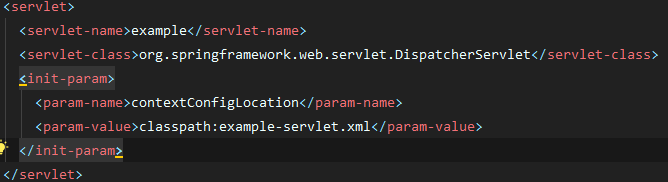 <servlet>
<servlet-name>example</servlet-name>
<servlet-class>org.springframework.web.servlet.DispatcherServlet</servlet-class>
<init-param>
<param-name>contextConfigLocation</param-name>
<param-value>classpath:example-servlet.xml</param-value>
</init-param>
</servlet>